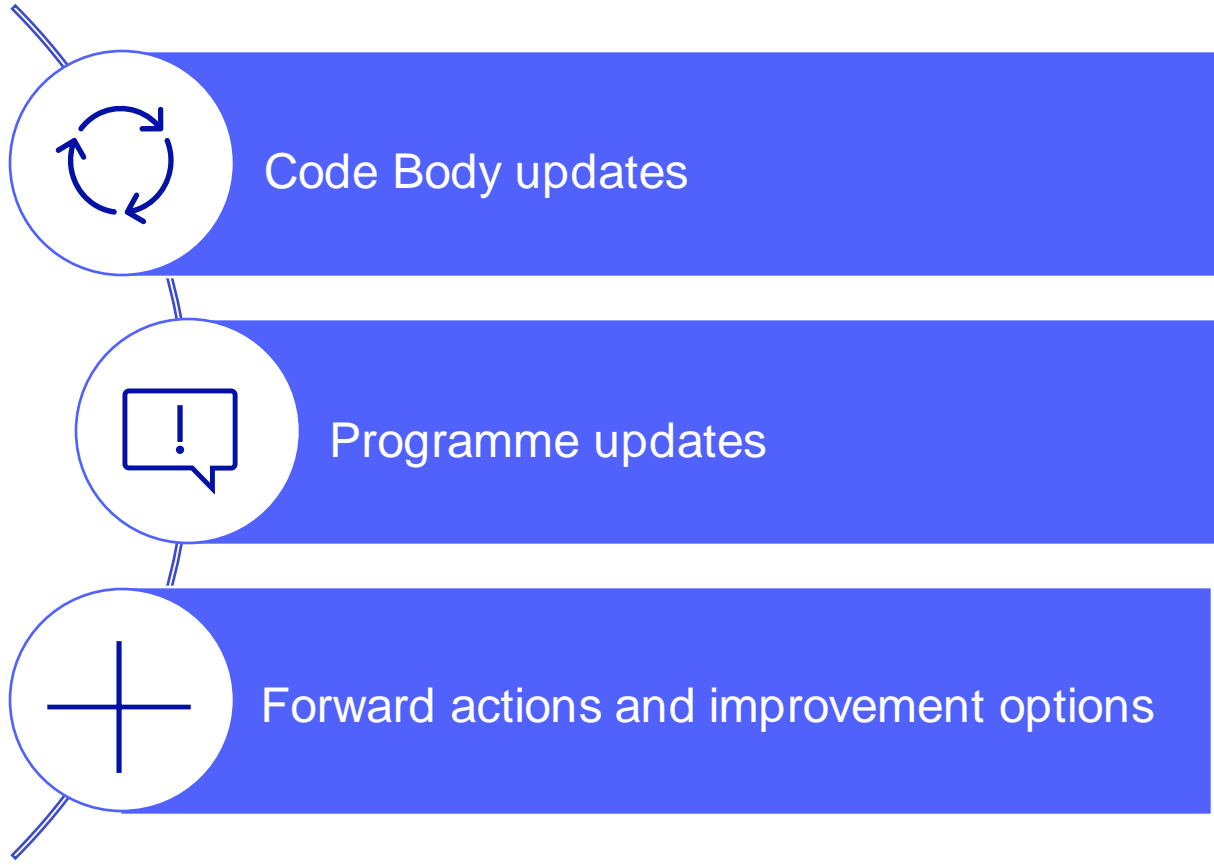 Code Body updates
Programme updates
Forward actions and improvement options